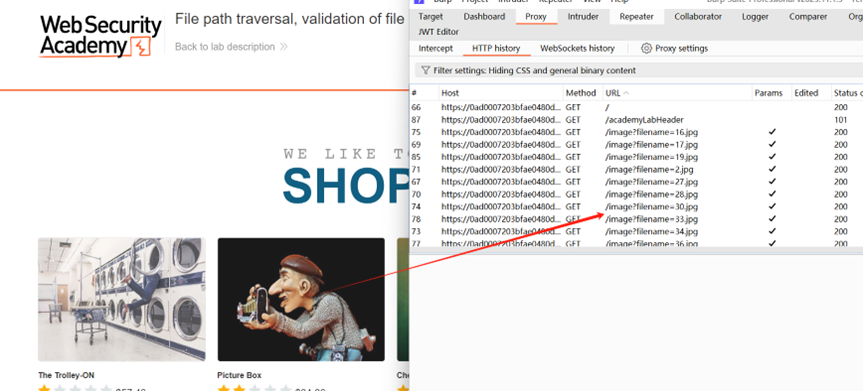 Web Security
Academy
File path traversal, validation of file
Back to lab description
WE LIKE TO
SHOP
The Trolley-ON
Picture Box
Burp Project Intruder Repeater View Help
Target Dashboard Proxy Intruder Repeater Collaborator Logger Comparer
JWT Editor
Intercept HTTP history WebSockets history Proxy settings
Filter settings: Hiding CSS and general binary content
# Host Method URL Params Edited Status
66 https://0ad0007203bfae0480d... GET / 200
87 https://0ad0007203bfae0480d... GET /academyLabHeader 101
75 https://0ad0007203bfae0480d... GET /image?filename=16.jpg ✓ 200
69 https://0ad0007203bfae0480d... GET /image?filename=17.jpg ✓ 200
85 https://0ad0007203bfae0480d... GET /image?filename=19.jpg ✓ 200
71 https://0ad0007203bfae0480d... GET /image?filename=2.jpg ✓ 200
67 https://0ad0007203bfae0480d... GET /image?filename=27.jpg ✓ 200
70 https://0ad0007203bfae0480d... GET /image?filename=28.jpg ✓ 200
74 https://0ad0007203bfae0480d... GET /image?filename=30.jpg ✓ 200
78 https://0ad0007203bfae0480d... GET /image?filename=33.jpg ✓ 200
73 https://0ad0007203bfae0480d... GET /image?filename=34.jpg ✓ 200
77 https://0ad0007203bfae0480d... GET /image?filename=36.jpg ✓ 200